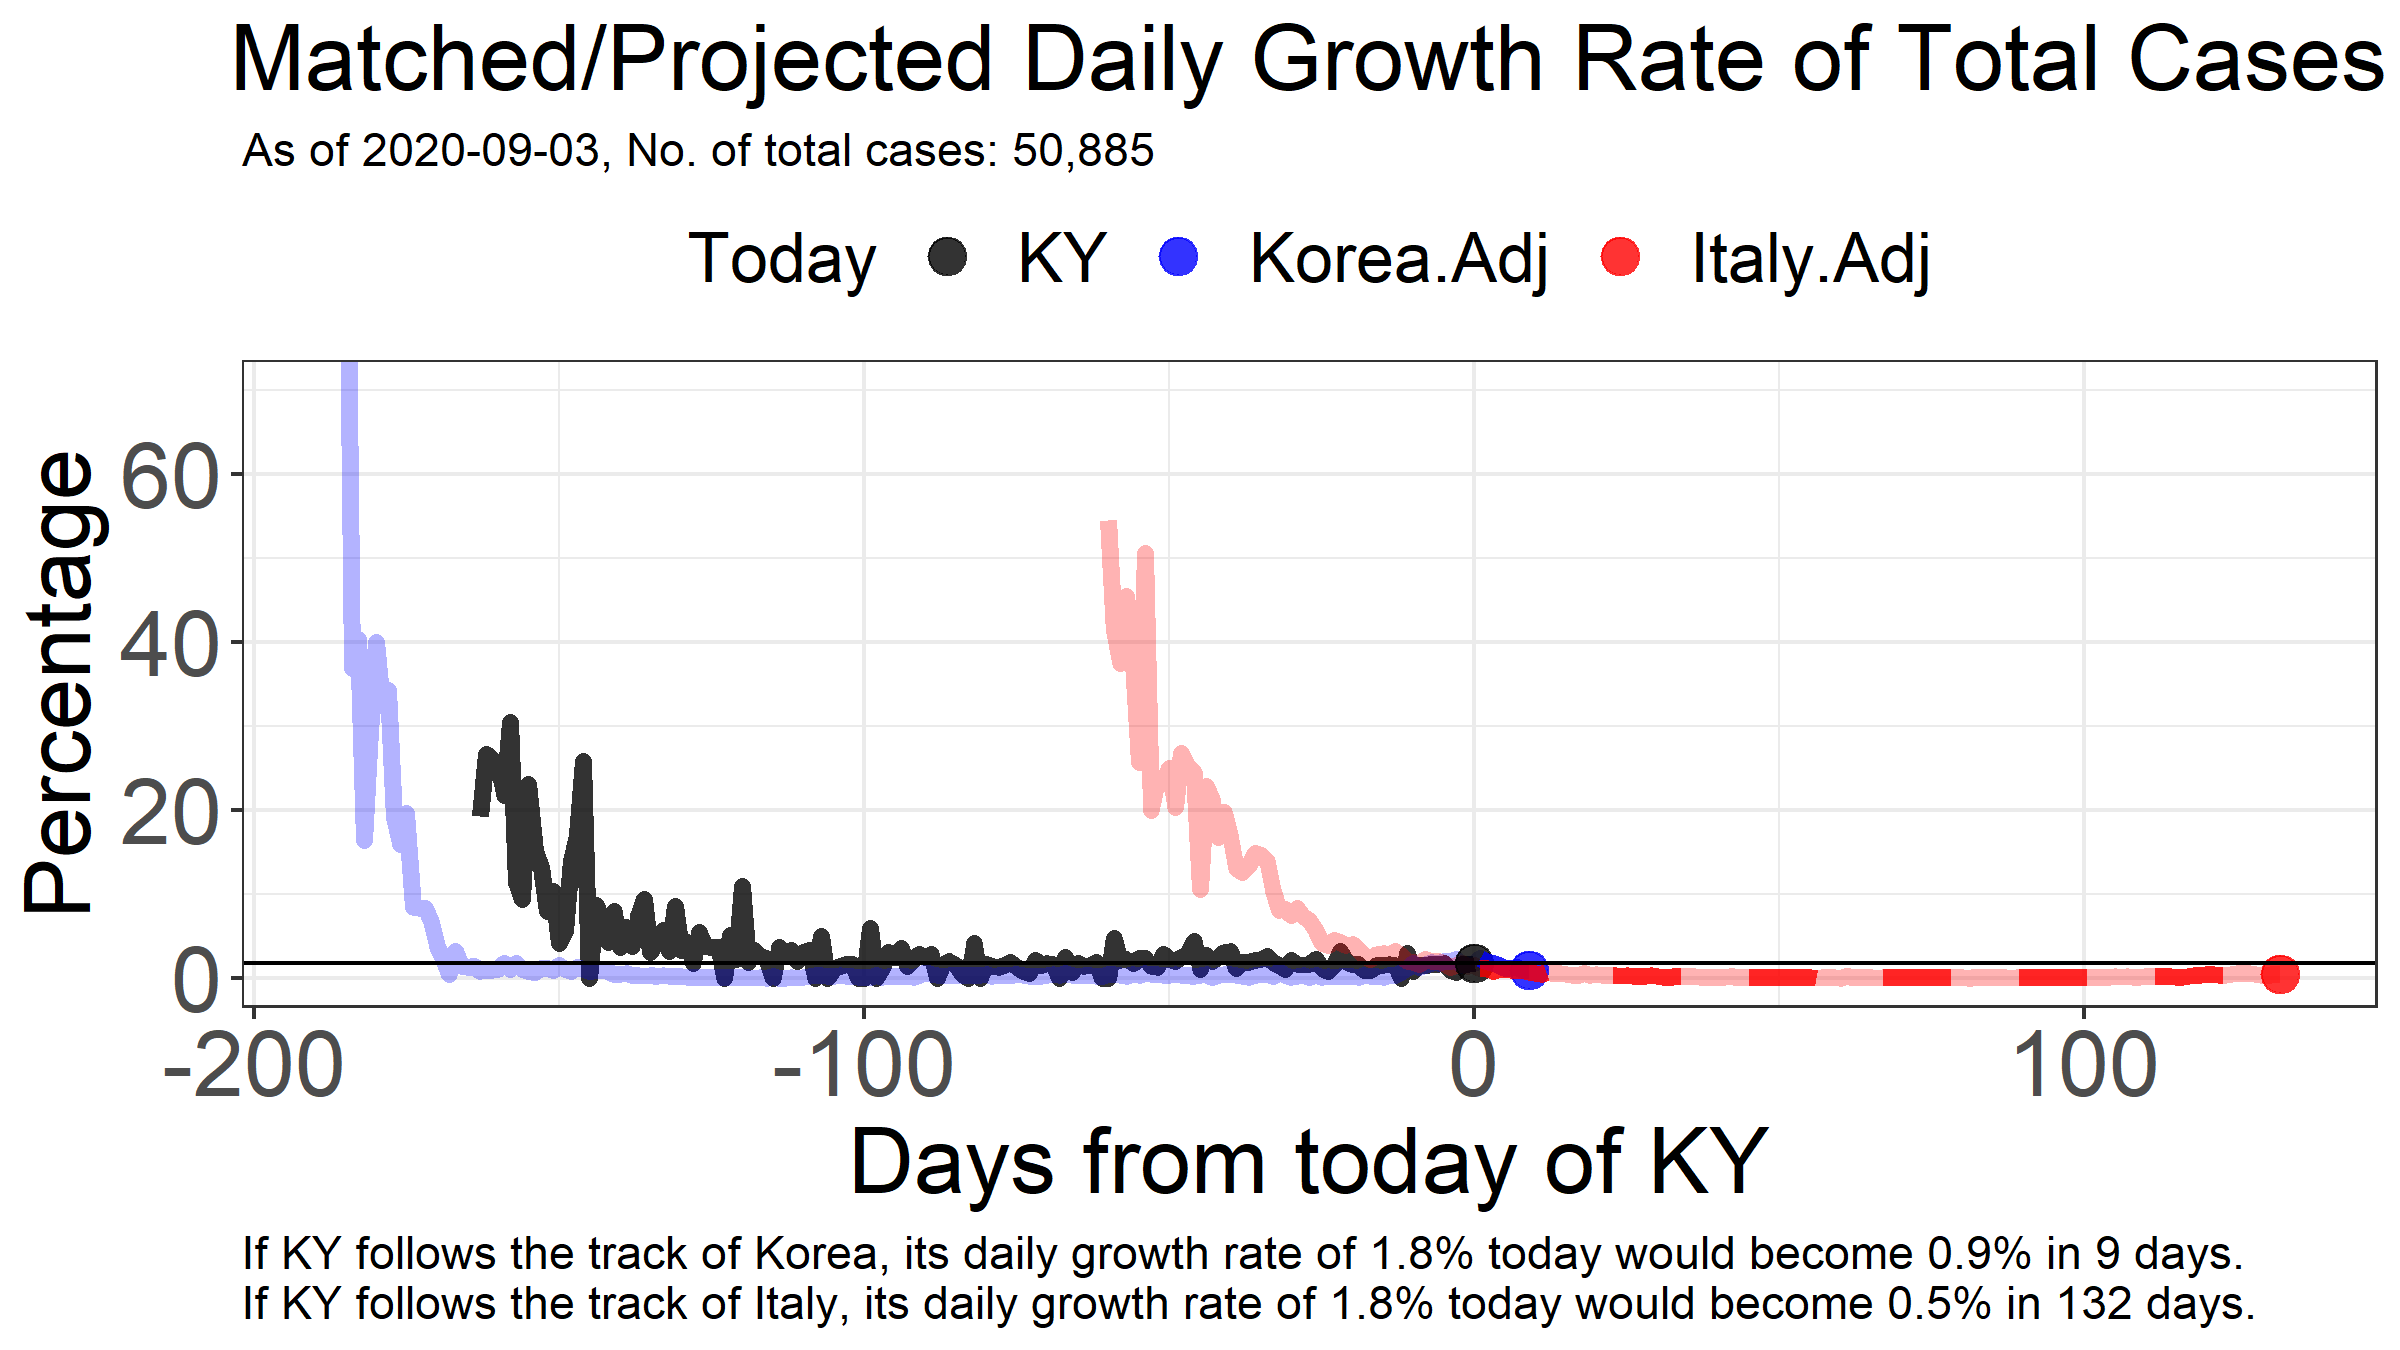 Matched/Projected Daily Growth Rate of Total Cases
As of 2020-09-03, No. of total cases: 50,885
Today KY Korea.Adj Italy.Adj
Percentage
60
40
20
0
-200 -100 0 100
Days from today of KY
If KY follows the track of Korea, its daily growth rate of 1.8% today would become 0.9% in 9 days.
If KY follows the track of Italy, its daily growth rate of 1.8% today would become 0.5% in 132 days.